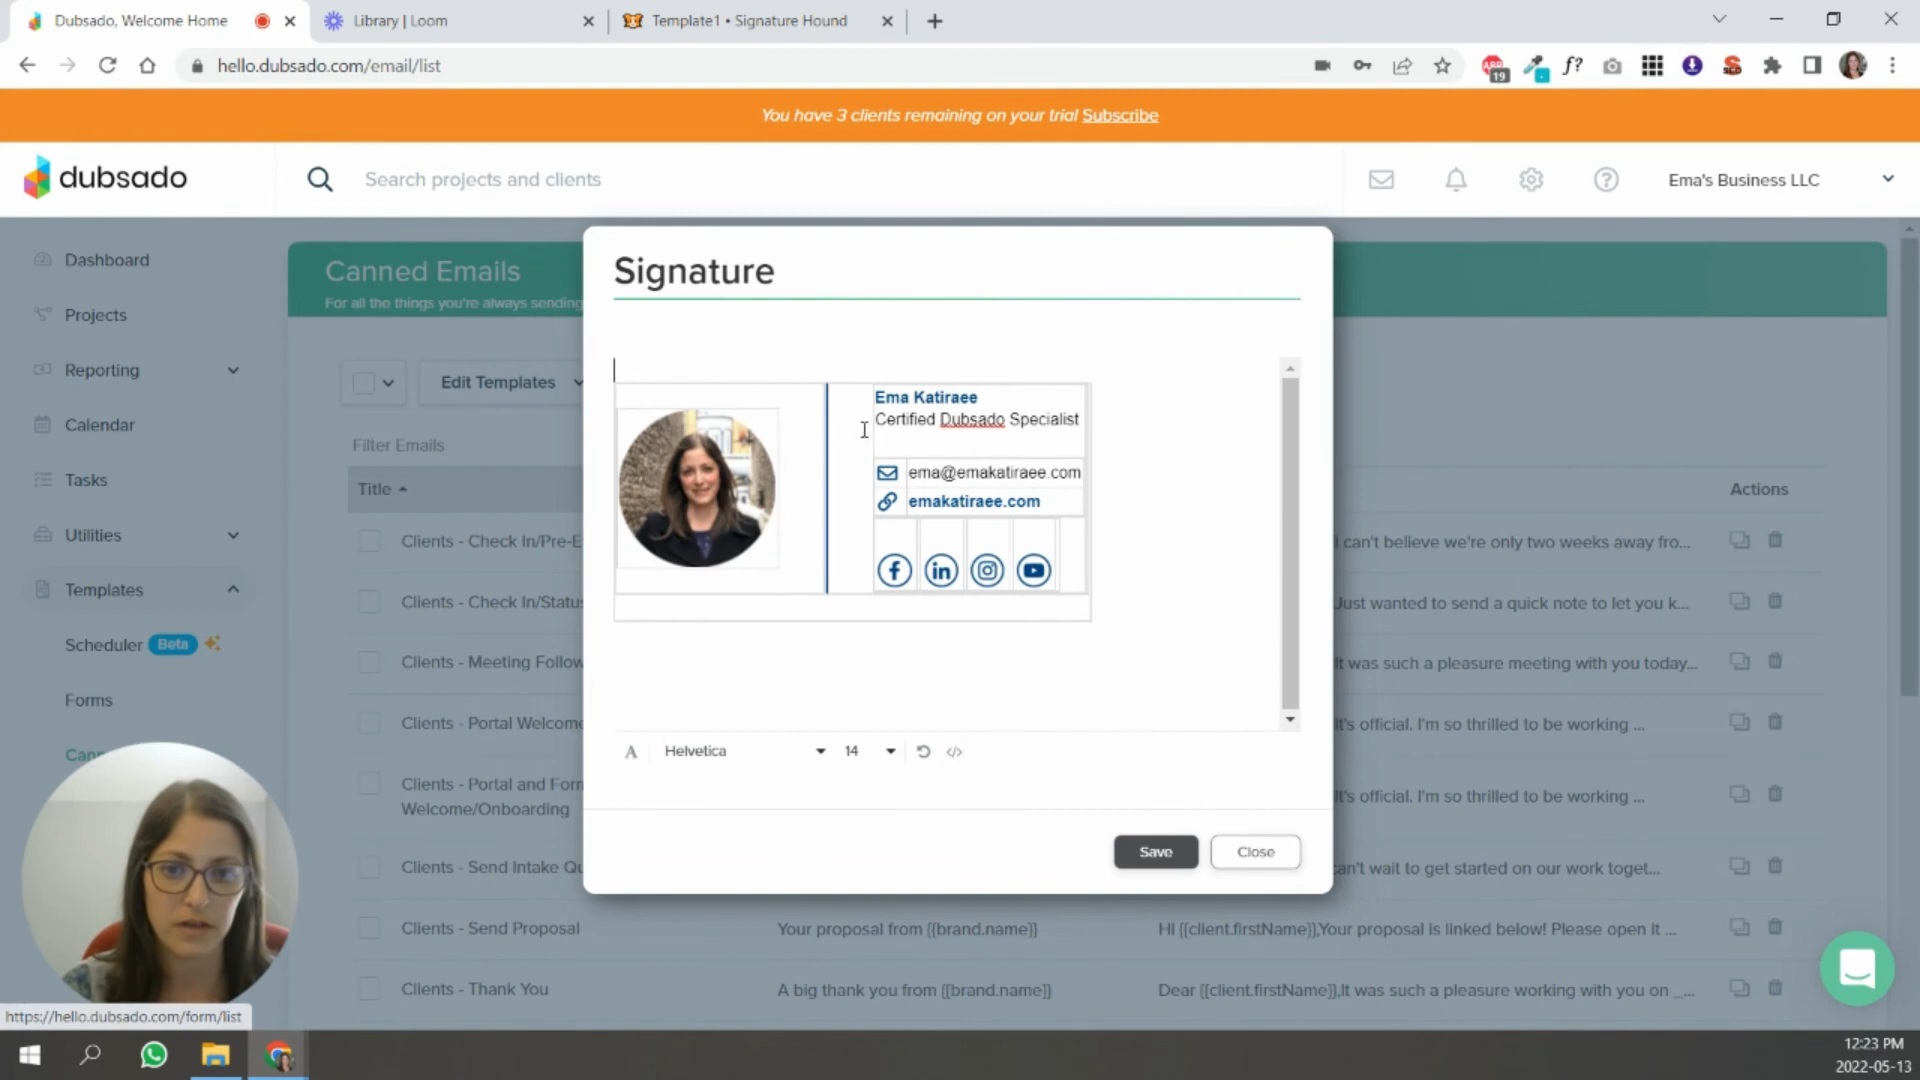 Dubsado, Welcome Home
Library | Loom
Template1 • Signature Hound
hello.dubsado.com/email/list
19
f?
You have 3 clients remaining on your trial Subscribe
dubsado
Search projects and clients
Ema's Business LLC
Dashboard
Projects
Reporting
Calendar
Tasks
Utilities
Templates
Scheduler Beta
Forms
Canned Emails
For all the things you're always sending
Edit Templates
Filter Emails
Title
Actions
Clients - Check In/Pre-E
I can't believe we're only two weeks away fro...
Clients - Check In/Status
Just wanted to send a quick note to let you k...
Clients - Meeting Follow
It was such a pleasure meeting with you today...
Clients - Portal Welcome
It's official. I'm so thrilled to be working ...
Clients - Portal and Form
Welcome/Onboarding
It's official. I'm so thrilled to be working ...
Clients - Send Intake Qu
can't wait to get started on our work toget...
Clients - Send Proposal
Your proposal from {{brand.name}}
Hi {{client.firstName}},Your proposal is linked below! Please open it ...
Clients - Thank You
A big thank you from {{brand.name}}
Dear {{client.firstName}},It was such a pleasure working with you on _...
Signature
Ema Katiraee
Certified Dubsado Specialist
ema@emakatiraee.com
emakatiraee.com
A
Helvetica
14
Save
Close
https://hello.dubsado.com/form/list
12:23 PM
2022-05-13